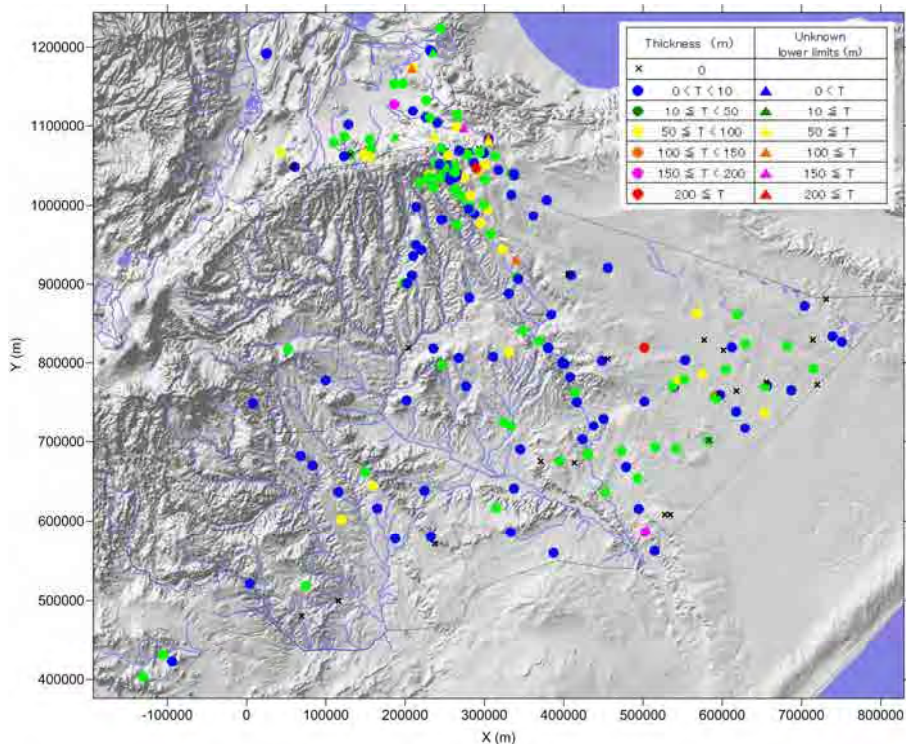 Thickness (m) Unknown lower limits (m)
× 0
0 < T < 10 0 < T
10 ≦ T < 50 10 ≦ T
50 ≦ T < 100 50 ≦ T
100 ≦ T < 150 100 ≦ T
150 ≦ T < 200 150 ≦ T
200 ≦ T 200 ≦ T
Y (m)
1200000
1100000
1000000
900000
800000
700000
600000
500000
400000
-100000 0 100000 200000 300000 400000 500000 600000 700000 800000
X (m)